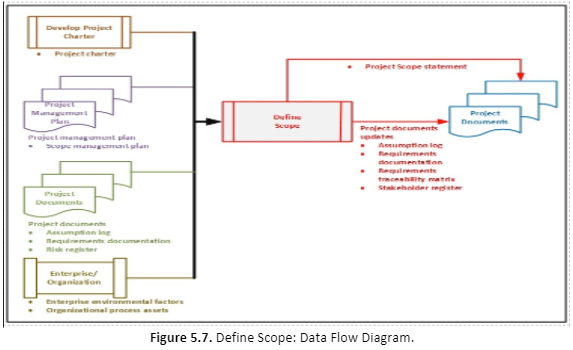 Develop Project
Charter
• Project charter
Project
Management
Plan
Project management plan
• Scope management plan
Project
Documents
Project documents
• Assumption log
• Requirements documentation
• Risk register
Enterprise/
Organization
• Enterprise environmental factors
• Organizational process assets
Define
Scope
• Project Scope statement
Project documents
updates
• Assumption log
• Requirements
documentation
• Requirements
traceability matrix
• Stakeholder register
Project
Documents
Figure 5.7. Define Scope: Data Flow Diagram.